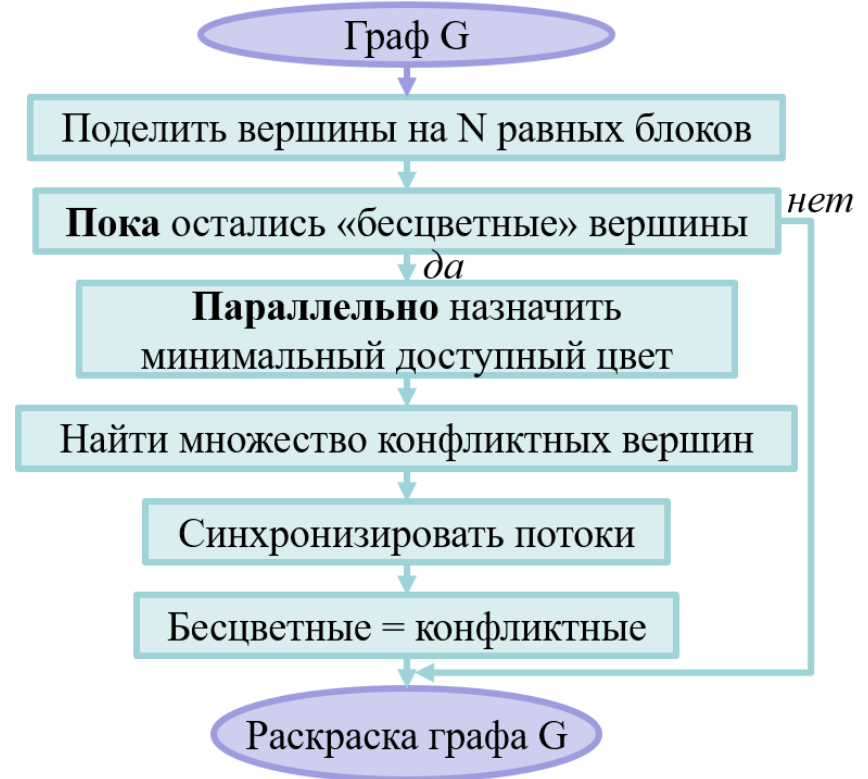 Граф G
Поделить вершины на N равных блоков
Пока остались «бесцветные» вершины
нет
да
Параллельно назначить
минимальный доступный цвет
Найти множество конфликтных вершин
Синхронизировать потоки
Бесцветные = конфликтные
Раскраска графа G